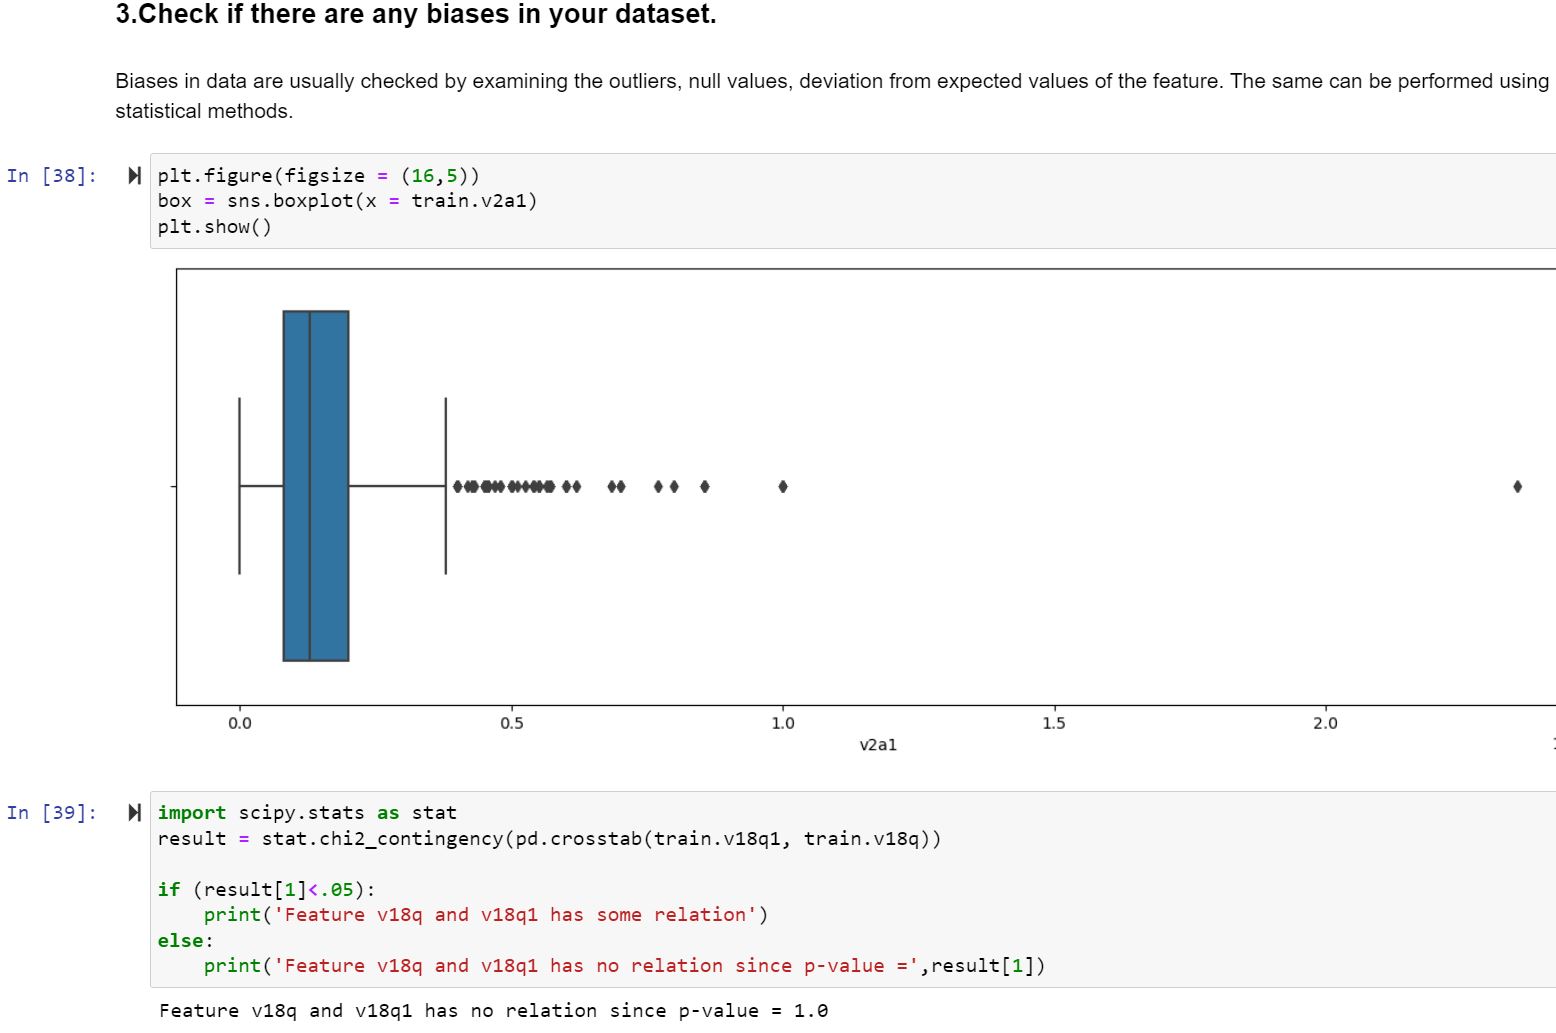 3.Check if there are any biases in your dataset.
Biases in data are usually checked by examining the outliers, null values, deviation from expected values of the feature. The same can be performed using
statistical methods.
In [38]:
plt.figure(figsize = (16,5))
box = sns.boxplot(x = train.v2a1)
plt.show()
0.0 0.5 1.0 1.5 2.0
v2a1
In [39]:
import scipy.stats as stat
result = stat.chi2_contingency(pd.crosstab(train.v18q1, train.v18q))
if (result[1]<.05):
    print('Feature v18q and v18q1 has some relation')
else:
    print('Feature v18q and v18q1 has no relation since p-value =',result[1])
Feature v18q and v18q1 has no relation since p-value = 1.0